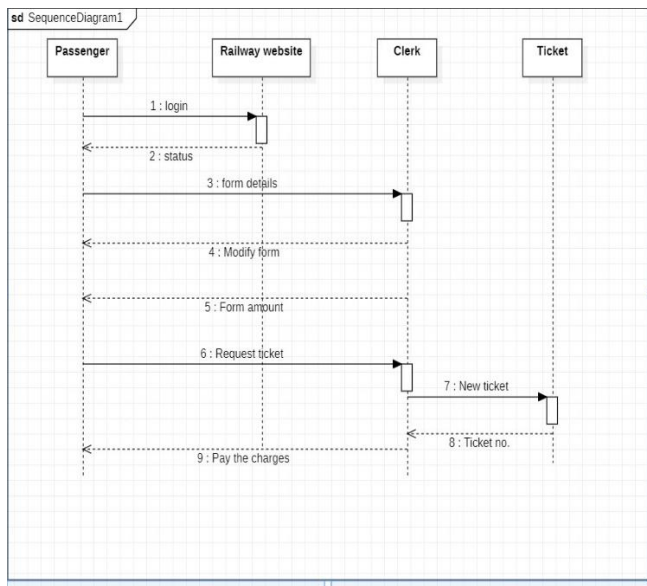 sd SequenceDiagram1
Passenger
Railway website
Clerk
Ticket
1 : login
2 : status
3 : form details
4 : Modify form
5 : Form amount
6 : Request ticket
7 : New ticket
8 : Ticket no.
9 : Pay the charges